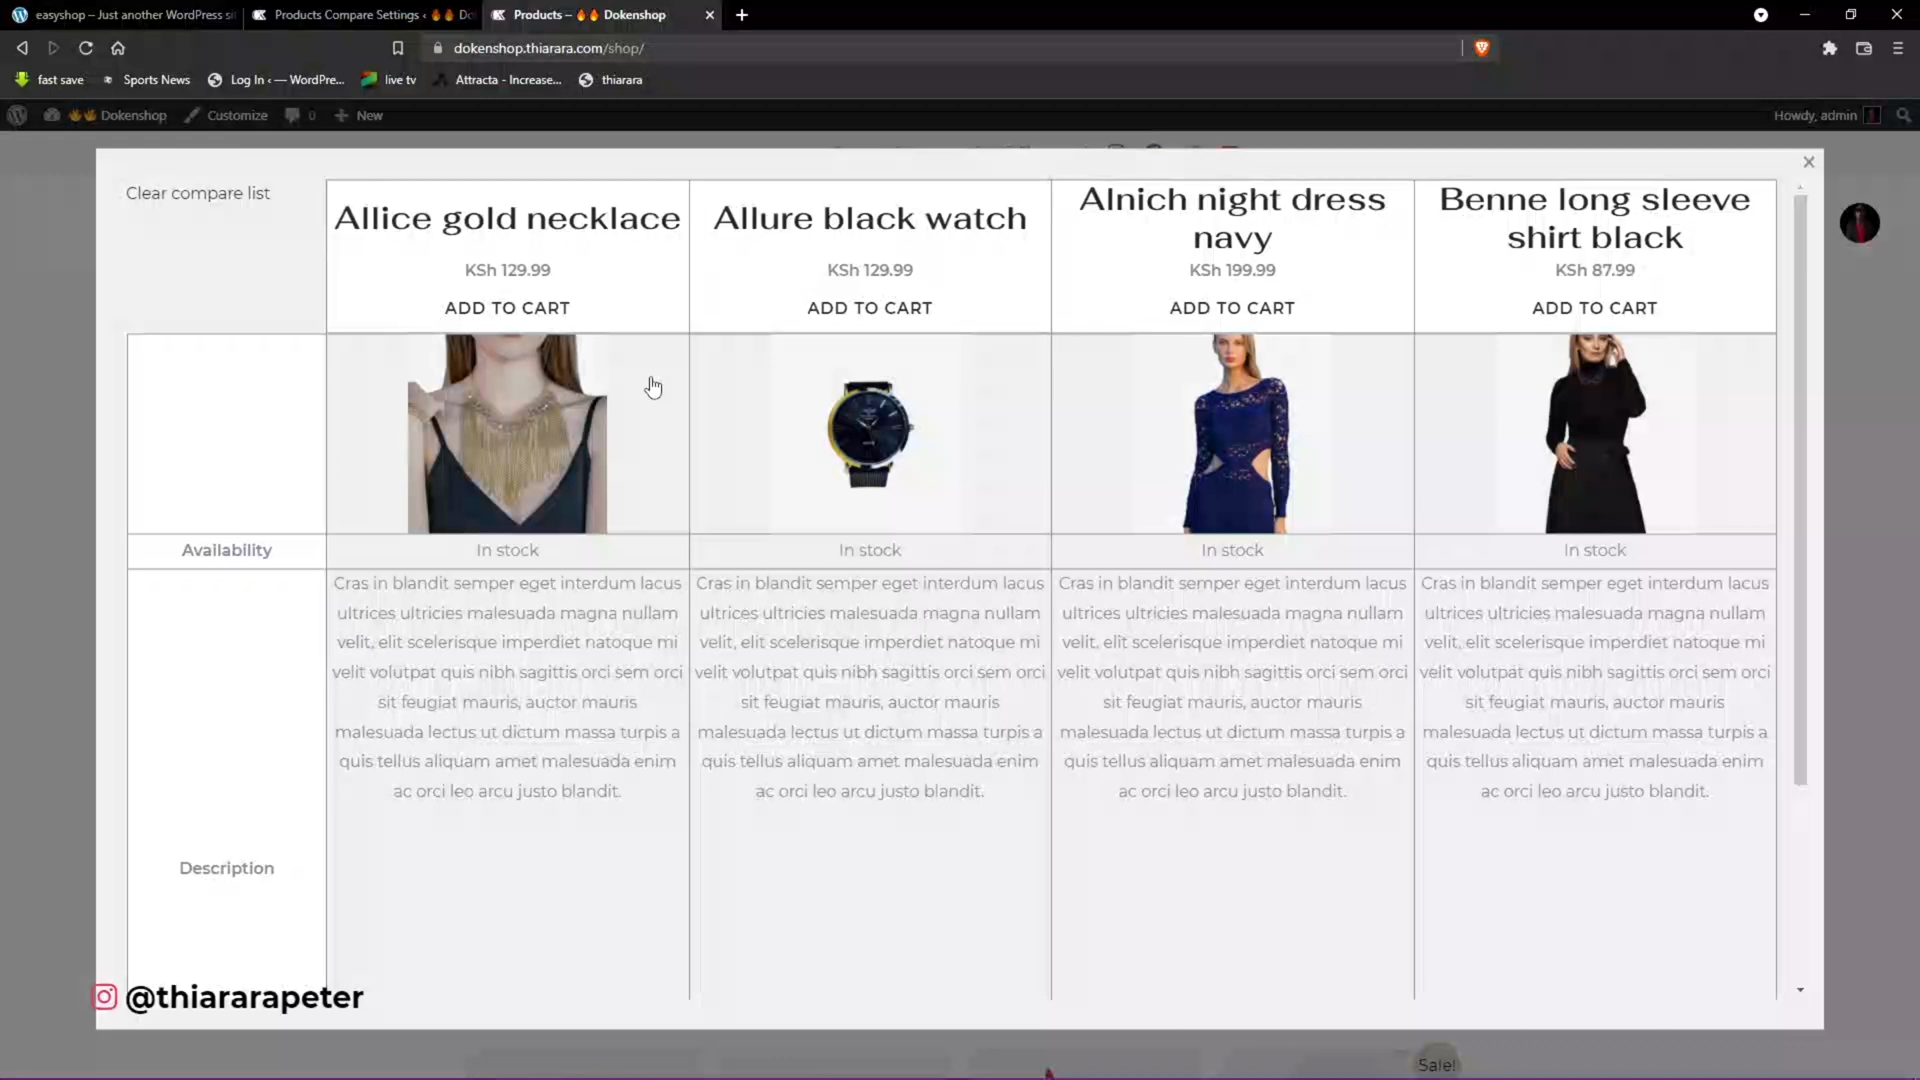 easyshop – Just another WordPress si
Products Compare Settings ‹ 🔥🔥 Do
Products – 🔥🔥 Dokenshop
dokenshop.thiarara.com/shop/
fast save
Sports News
Log In ‹ — WordPre...
live tv
Attracta - Increase...
thiarara
🔥🔥 Dokenshop
Customize
0
New
Howdy, admin
Clear compare list
Allice gold necklace
KSh 129.99
ADD TO CART
Allure black watch
KSh 129.99
ADD TO CART
Alnich night dress
navy
KSh 199.99
ADD TO CART
Benne long sleeve
shirt black
KSh 87.99
ADD TO CART
Availability
In stock
In stock
In stock
In stock
Description
Cras in blandit semper eget interdum lacus
ultrices ultricies malesuada magna nullam
velit, elit scelerisque imperdiet natoque mi
velit volutpat quis nibh sagittis orci sem orci
sit feugiat mauris, auctor mauris
malesuada lectus ut dictum massa turpis a
quis tellus aliquam amet malesuada enim
ac orci leo arcu justo blandit.
Cras in blandit semper eget interdum lacus
ultrices ultricies malesuada magna nullam
velit, elit scelerisque imperdiet natoque mi
velit volutpat quis nibh sagittis orci sem orci
sit feugiat mauris, auctor mauris
malesuada lectus ut dictum massa turpis a
quis tellus aliquam amet malesuada enim
ac orci leo arcu justo blandit.
Cras in blandit semper eget interdum lacus
ultrices ultricies malesuada magna nullam
velit, elit scelerisque imperdiet natoque mi
velit volutpat quis nibh sagittis orci sem orci
sit feugiat mauris, auctor mauris
malesuada lectus ut dictum massa turpis a
quis tellus aliquam amet malesuada enim
ac orci leo arcu justo blandit.
Cras in blandit semper eget interdum lacus
ultrices ultricies malesuada magna nullam
velit, elit scelerisque imperdiet natoque mi
velit volutpat quis nibh sagittis orci sem orci
sit feugiat mauris, auctor mauris
malesuada lectus ut dictum massa turpis a
quis tellus aliquam amet malesuada enim
ac orci leo arcu justo blandit.
@thiararapeter
Sale!